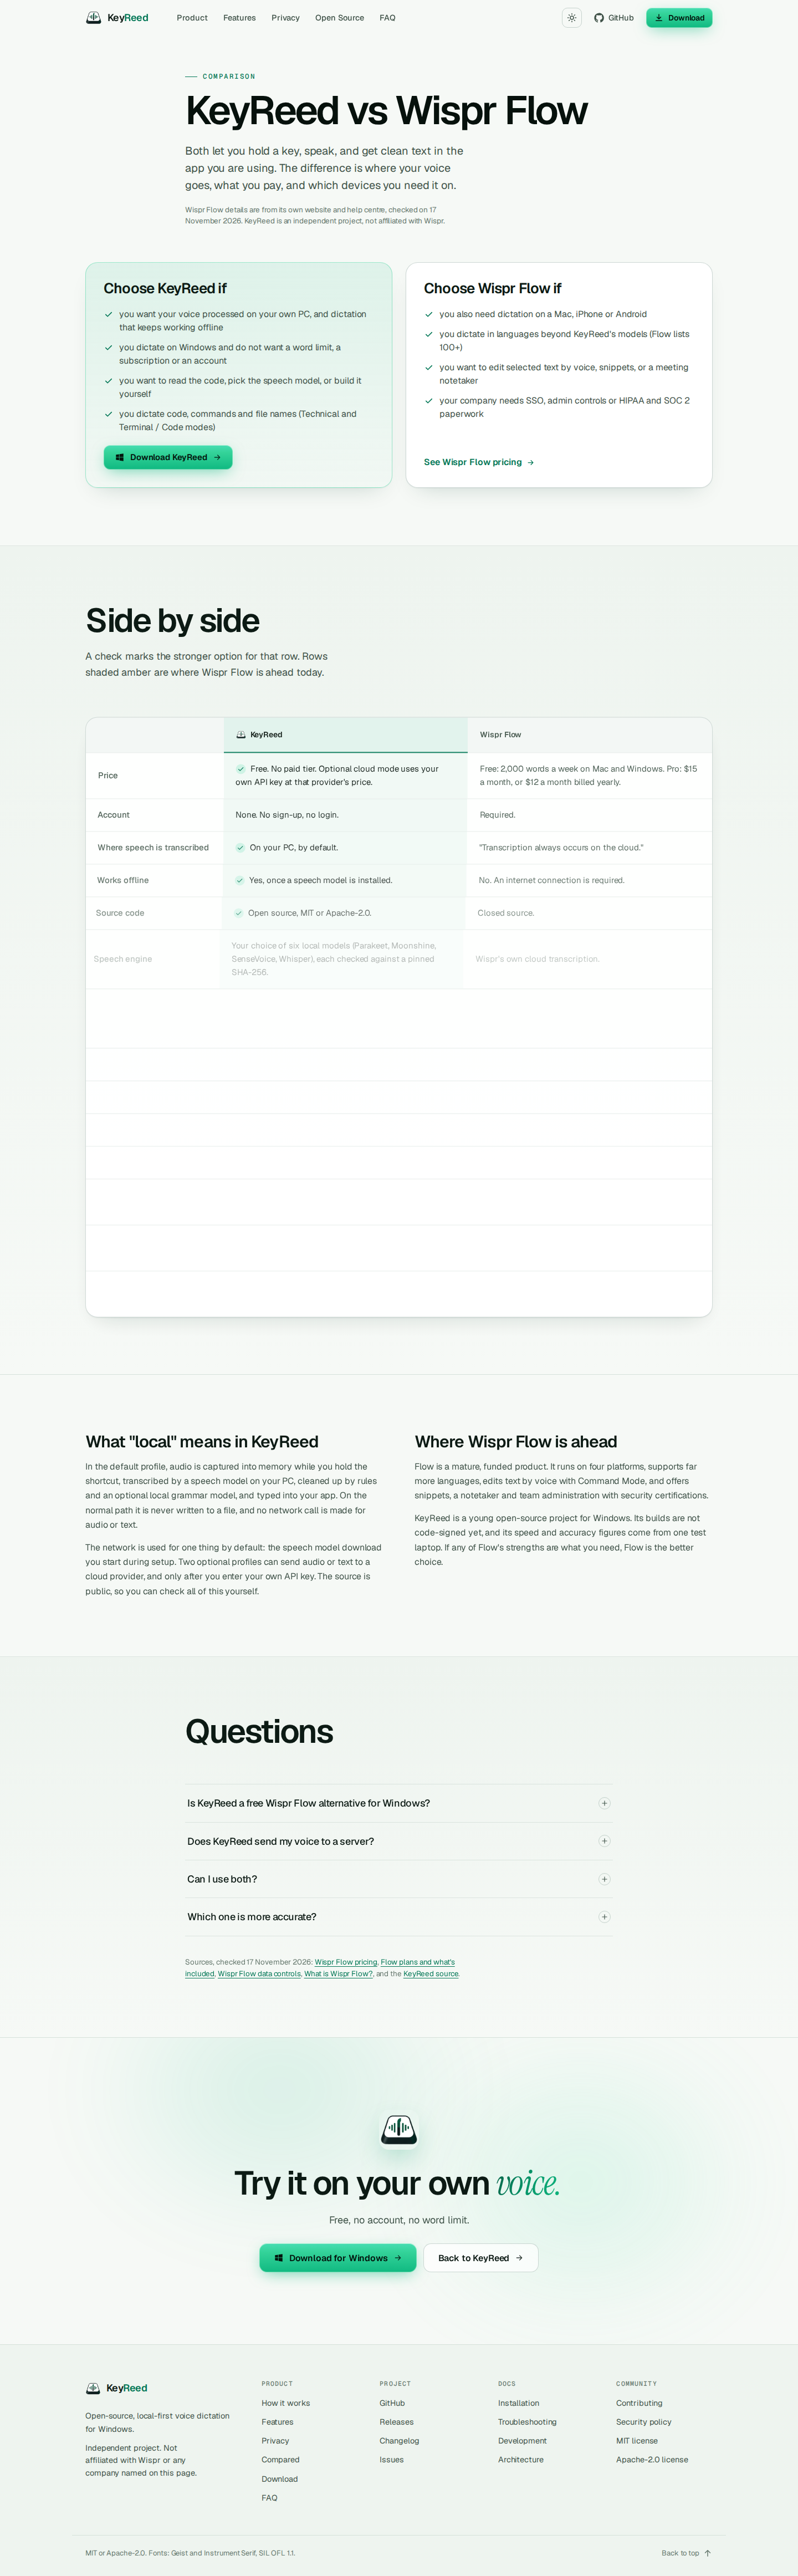 KeyReed
Product
Features
Privacy
Open Source
FAQ
GitHub
Download
COMPARISON
KeyReed vs Wispr Flow
Both let you hold a key, speak, and get clean text in the
app you are using. The difference is where your voice
goes, what you pay, and which devices you need it on.
Wispr Flow details are from its own website and help centre, checked on 17
November 2026. KeyReed is an independent project, not affiliated with Wispr.
Choose KeyReed if
you want your voice processed on your own PC, and dictation
that keeps working offline
you dictate on Windows and do not want a word limit, a
subscription or an account
you want to read the code, pick the speech model, or build it
yourself
you dictate code, commands and file names (Technical and
Terminal / Code modes)
Download KeyReed →
Choose Wispr Flow if
you also need dictation on a Mac, iPhone or Android
you dictate in languages beyond KeyReed's models (Flow lists
100+)
you want to edit selected text by voice, snippets, or a meeting
notetaker
your company needs SSO, admin controls or HIPAA and SOC 2
paperwork
See Wispr Flow pricing →
Side by side
A check marks the stronger option for that row. Rows
shaded amber are where Wispr Flow is ahead today.
KeyReed
Wispr Flow
Price
Free. No paid tier. Optional cloud mode uses your
own API key at that provider's price.
Free: 2,000 words a week on Mac and Windows. Pro: $15
a month, or $12 a month billed yearly.
Account
None. No sign-up, no login.
Required.
Where speech is transcribed
On your PC, by default.
"Transcription always occurs on the cloud."
Works offline
Yes, once a speech model is installed.
No. An internet connection is required.
Source code
Open source, MIT or Apache-2.0.
Closed source.
Speech engine
Your choice of six local models (Parakeet, Moonshine,
SenseVoice, Whisper), each checked against a pinned
SHA-256.
Wispr's own cloud transcription.
What "local" means in KeyReed
In the default profile, audio is captured into memory while you hold the
shortcut, transcribed by a speech model on your PC, cleaned up by rules
and an optional local grammar model, and typed into your app. On the
normal path it is never written to a file, and no network call is made for
audio or text.
The network is used for one thing by default: the speech model download
you start during setup. Two optional profiles can send audio or text to a
cloud provider, and only after you enter your own API key. The source is
public, so you can check all of this yourself.
Where Wispr Flow is ahead
Flow is a mature, funded product. It runs on four platforms, supports far
more languages, edits text by voice with Command Mode, and offers
snippets, a notetaker and team administration with security certifications.
KeyReed is a young open-source project for Windows. Its builds are not
code-signed yet, and its speed and accuracy figures come from one test
laptop. If any of Flow's strengths are what you need, Flow is the better
choice.
Questions
Is KeyReed a free Wispr Flow alternative for Windows?
Does KeyReed send my voice to a server?
Can I use both?
Which one is more accurate?
Sources, checked 17 November 2026: Wispr Flow pricing, Flow plans and what's
included, Wispr Flow data controls, What is Wispr Flow?, and the KeyReed source.
Try it on your own voice.
Free, no account, no word limit.
Download for Windows →
Back to KeyReed →
KeyReed
Open-source, local-first voice dictation
for Windows.
Independent project. Not
affiliated with Wispr or any
company named on this page.
PRODUCT
How it works
Features
Privacy
Compared
Download
FAQ
PROJECT
GitHub
Releases
Changelog
Issues
DOCS
Installation
Troubleshooting
Development
Architecture
COMMUNITY
Contributing
Security policy
MIT license
Apache-2.0 license
MIT or Apache-2.0. Fonts: Geist and Instrument Serif, SIL OFL 1.1.
Back to top ↑